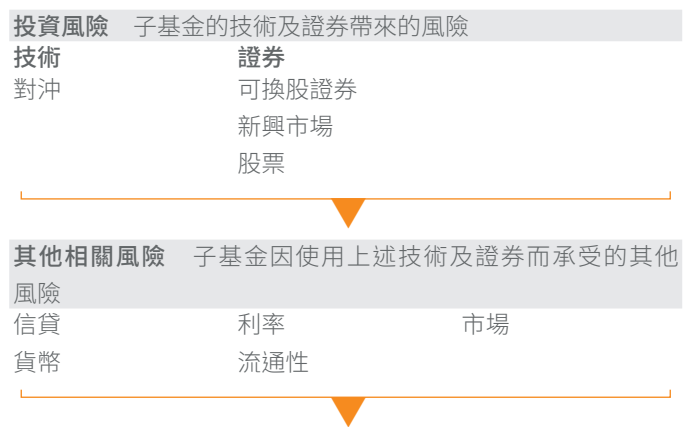 投資風險 子基金的技術及證券帶來的風險
技術 證券
對沖 可換股證券
新興市場
股票
其他相關風險 子基金因使用上述技術及證券而承受的其他
風險
信貸 利率 市場
貨幣 流通性